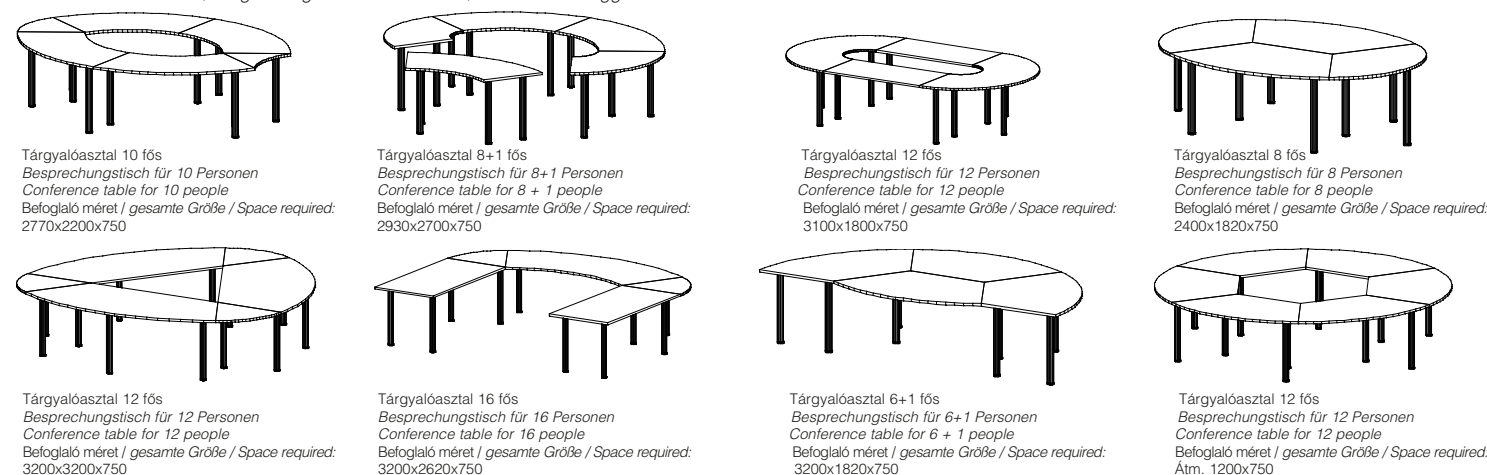 Tárgyalóasztal 10 fős
Besprechungstisch für 10 Personen
Conference table for 10 people
Befoglaló méret / gesamte Größe / Space required:
2770x2200x750
Tárgyalóasztal 8+1 fős
Besprechungstisch für 8+1 Personen
Conference table for 8 + 1 people
Befoglaló méret / gesamte Größe / Space required:
2930x2700x750
Tárgyalóasztal 12 fős
Besprechungstisch für 12 Personen
Conference table for 12 people
Befoglaló méret / gesamte Größe / Space required:
3100x1800x750
Tárgyalóasztal 8 fős
Besprechungstisch für 8 Personen
Conference table for 8 people
Befoglaló méret / gesamte Größe / Space required:
2400x1820x750
Tárgyalóasztal 12 fős
Besprechungstisch für 12 Personen
Conference table for 12 people
Befoglaló méret / gesamte Größe / Space required:
3200x3200x750
Tárgyalóasztal 16 fős
Besprechungstisch für 16 Personen
Conference table for 16 people
Befoglaló méret / gesamte Größe / Space required:
3200x2620x750
Tárgyalóasztal 6+1 fős
Besprechungstisch für 6+1 Personen
Conference table for 6 + 1 people
Befoglaló méret / gesamte Größe / Space required:
3200x1820x750
Tárgyalóasztal 12 fős
Besprechungstisch für 12 Personen
Conference table for 12 people
Befoglaló méret / gesamte Größe / Space required:
Átm. 1200x750